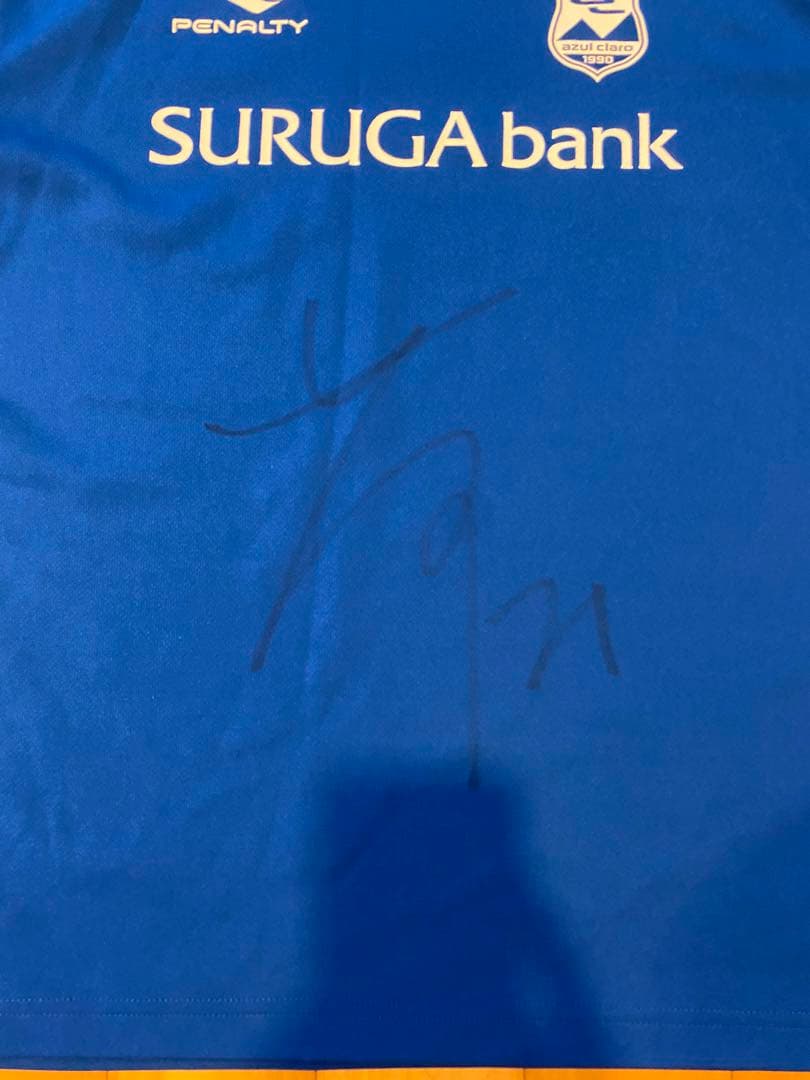 PENALTY
azul claro
1990
SURUGA bank